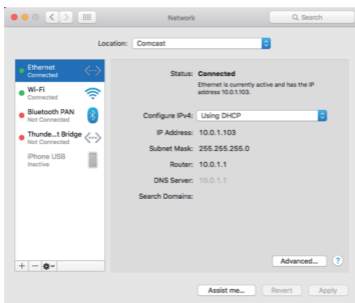 Network
Search
Location: Comcast
Ethernet
Connected
Wi-Fi
Connected
Bluetooth PAN
Not Connected
Thunde...t Bridge
Not Connected
iPhone USB
Inactive
Status: Connected
Ethernet is currently active and has the IP
address 10.0.1.103.
Configure IPv4: Using DHCP
IP Address: 10.0.1.103
Subnet Mask: 255.255.255.0
Router: 10.0.1.1
DNS Server: 10.0.1.1
Search Domains:
Advanced... ?
Assist me... Revert Apply